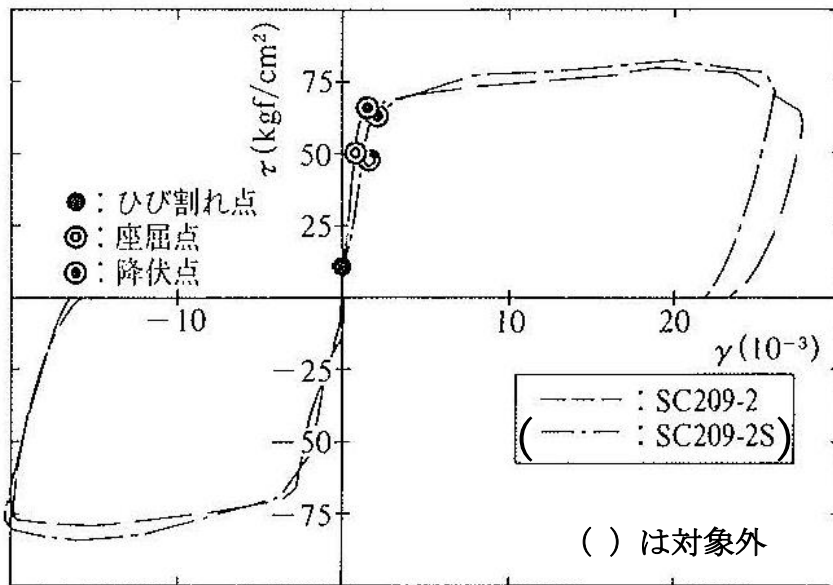 τ(kgf/cm²)
75
50
25
●：ひび割れ点
◎：座屈点
◉：降伏点
−10
10
20
γ(10⁻³)
−25
−50
−75
：SC209-2
(：SC209-2S)
( ) は対象外